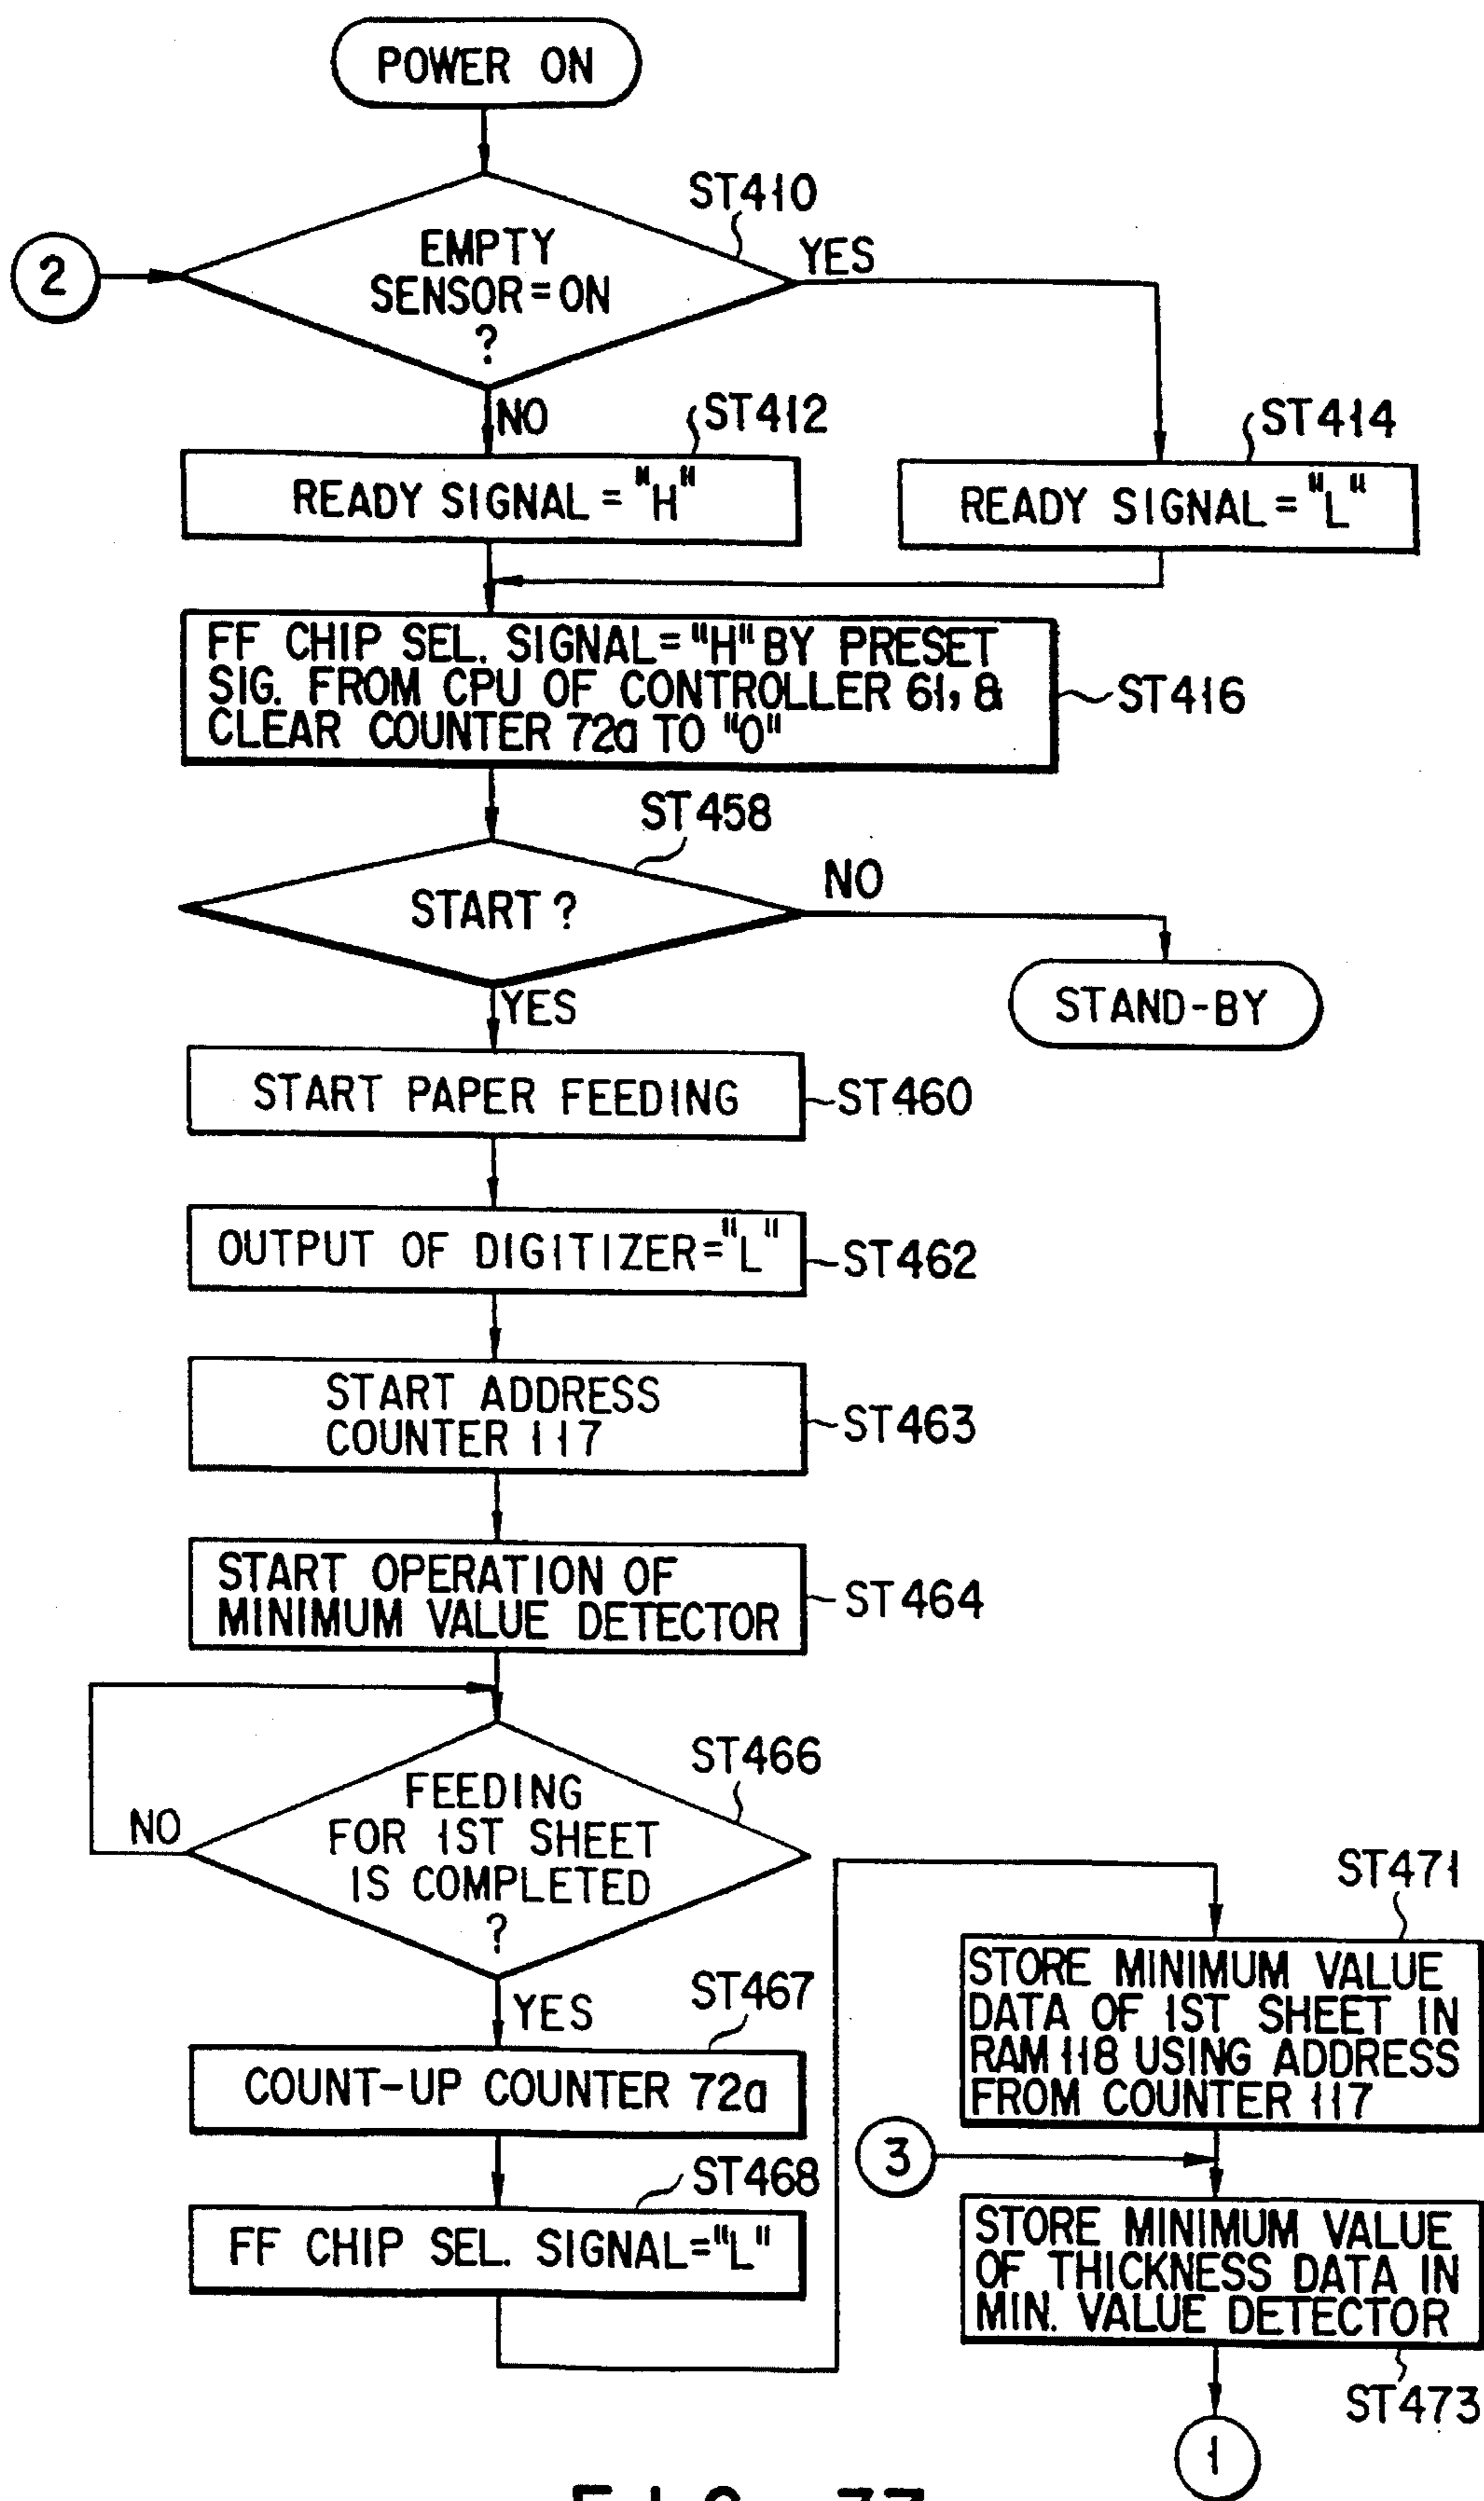 POWER ON
ST410
2
EMPTY
SENSOR=ON
?
YES
NO
ST412
ST414
READY SIGNAL="H"
READY SIGNAL="L"
FF CHIP SEL. SIGNAL="H" BY PRESET
SIG. FROM CPU OF CONTROLLER 61, &
CLEAR COUNTER 72a TO "0"
ST416
ST458
START?
NO
YES
STAND-BY
START PAPER FEEDING
ST460
OUTPUT OF DIGITIZER="L"
ST462
START ADDRESS
COUNTER 117
ST463
START OPERATION OF
MINIMUM VALUE DETECTOR
ST464
ST466
FEEDING
FOR 1ST SHEET
IS COMPLETED
?
NO
YES
ST467
COUNT-UP COUNTER 72a
ST468
FF CHIP SEL. SIGNAL="L"
ST471
STORE MINIMUM VALUE
DATA OF 1ST SHEET IN
RAM 118 USING ADDRESS
FROM COUNTER 117
3
STORE MINIMUM VALUE
OF THICKNESS DATA IN
MIN. VALUE DETECTOR
ST473
1